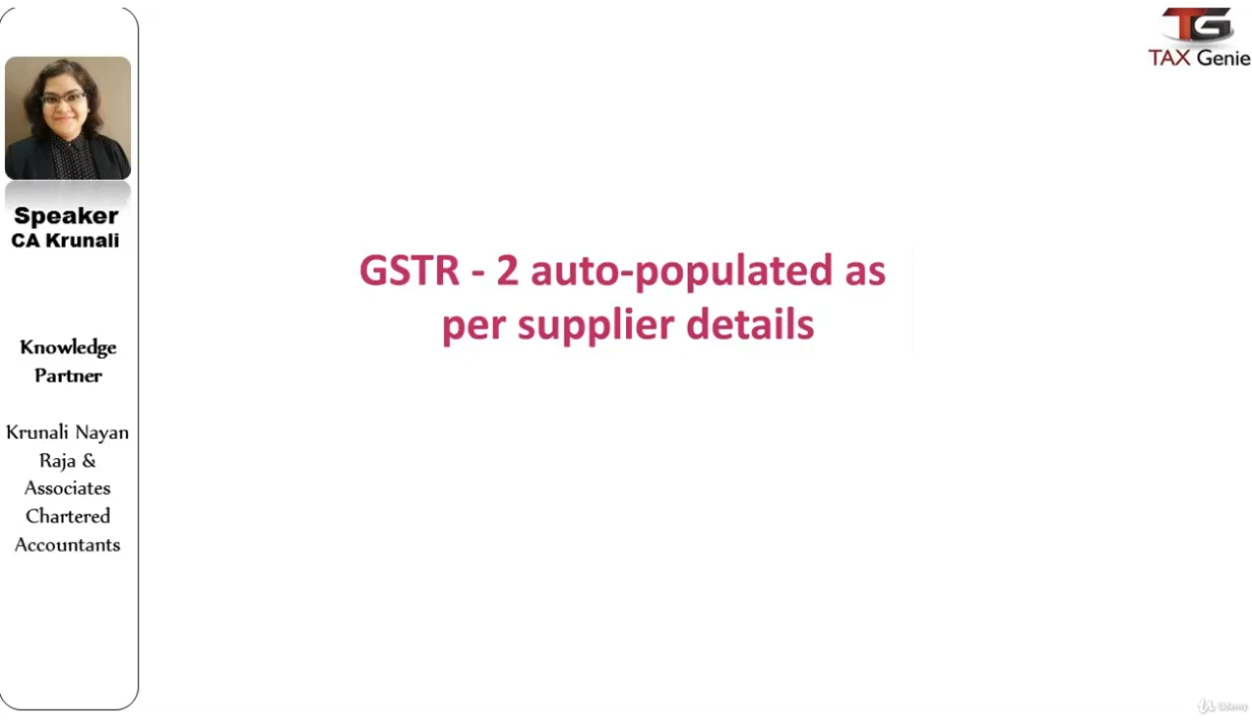 TG
TAX Genie
Speaker
CA Krunali
Knowledge
Partner
Krunali Nayan
Raja &
Associates
Chartered
Accountants
GSTR - 2 auto-populated as
per supplier details
Udemy